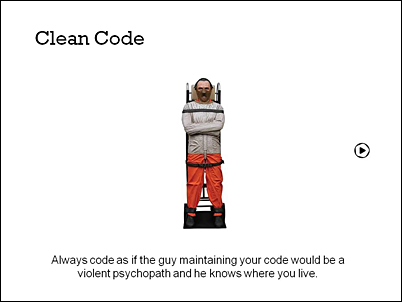 Clean Code
Always code as if the guy maintaining your code would be a
violent psychopath and he knows where you live.